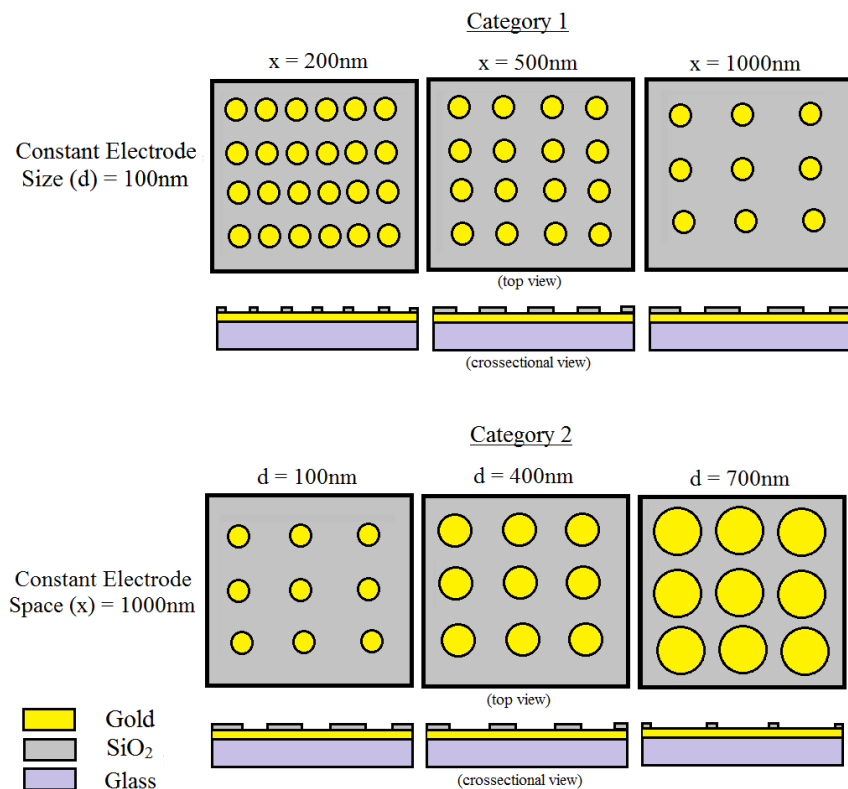 Category 1
x = 200nm
x = 500nm
x = 1000nm
Constant Electrode
Size (d) = 100nm
(top view)
(crossectional view)
Category 2
d = 100nm
d = 400nm
d = 700nm
Constant Electrode
Space (x) = 1000nm
(top view)
Gold
SiO₂
Glass
(crossectional view)